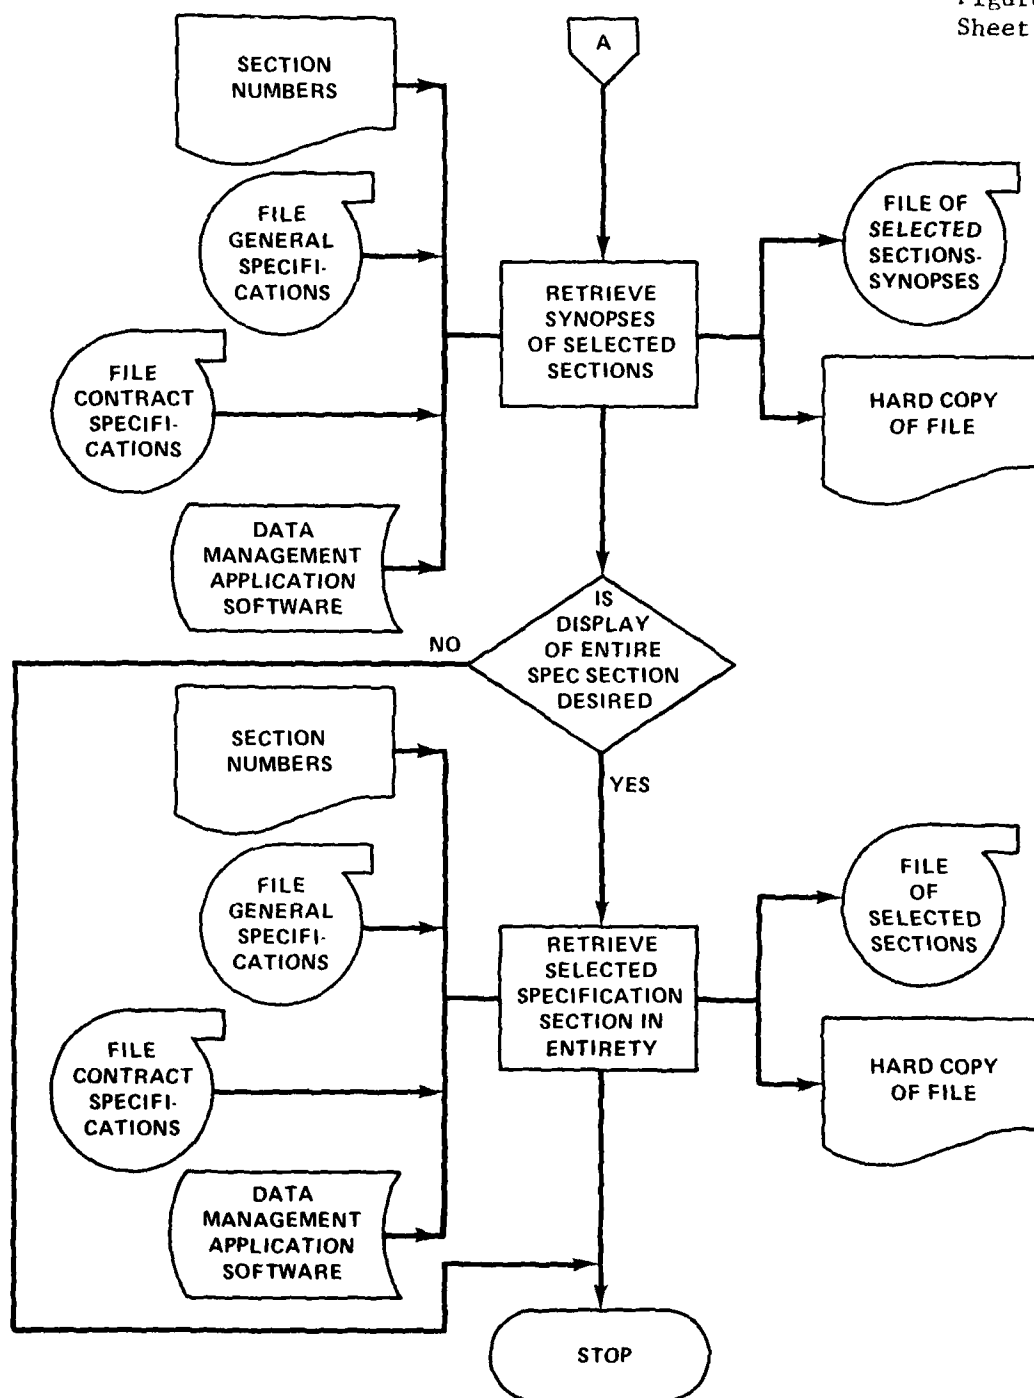 Sheet
A
SECTION
NUMBERS
FILE
GENERAL
SPECIFI-
CATIONS
FILE
CONTRACT
SPECIFI-
CATIONS
DATA
MANAGEMENT
APPLICATION
SOFTWARE
RETRIEVE
SYNOPSES
OF SELECTED
SECTIONS
FILE OF
SELECTED
SECTIONS-
SYNOPSES
HARD COPY
OF FILE
IS
DISPLAY
OF ENTIRE
SPEC SECTION
DESIRED
NO
YES
SECTION
NUMBERS
FILE
GENERAL
SPECIFI-
CATIONS
FILE
CONTRACT
SPECIFI-
CATIONS
DATA
MANAGEMENT
APPLICATION
SOFTWARE
RETRIEVE
SELECTED
SPECIFICATION
SECTION IN
ENTIRETY
FILE
OF
SELECTED
SECTIONS
HARD COPY
OF FILE
STOP